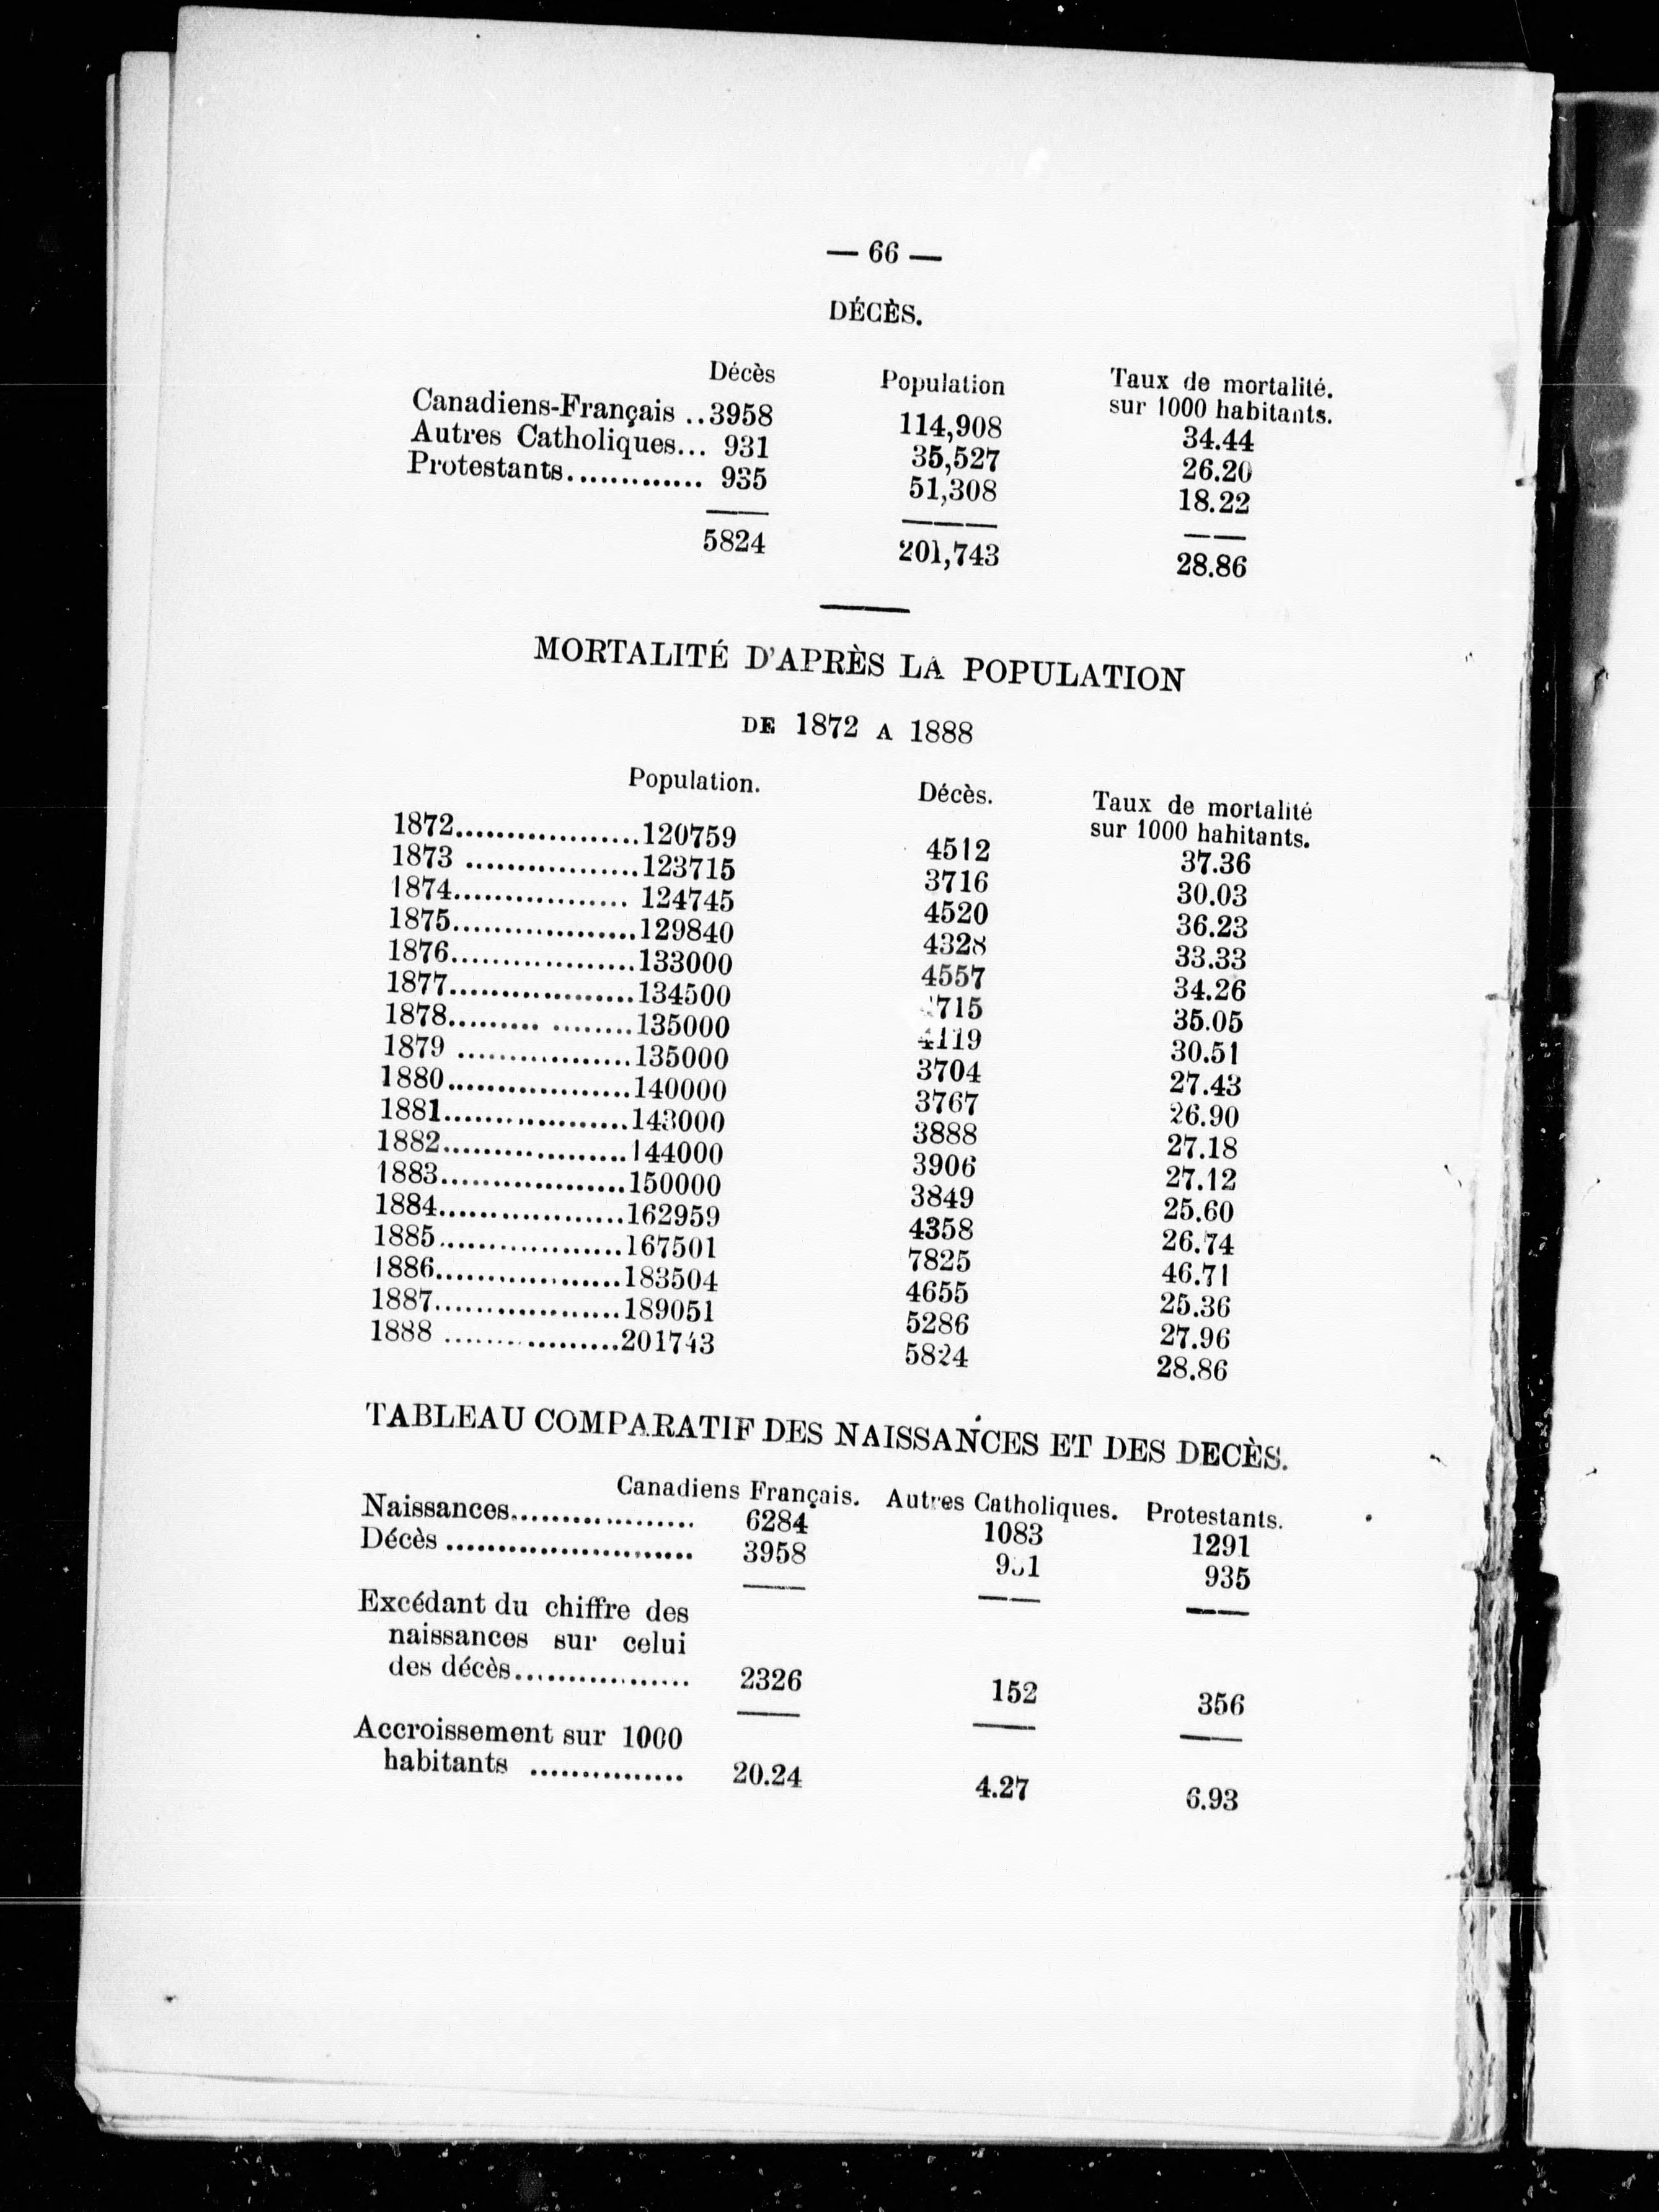 — 66 —
DÉCÈS.
Décès Population Taux de mortalité.
sur 1000 habitants.
Canadiens-Français ..3958 114,908 34.44
Autres Catholiques... 931 35,527 26.20
Protestants............. 935 51,308 18.22
5824 201,743 28.86
MORTALITÉ D'APRÈS LA POPULATION
DE 1872 A 1888
Population. Décès. Taux de mortalité
sur 1000 hahitants.
1872..................120759 4512 37.36
1873 .................123715 3716 30.03
1874................. 124745 4520 36.23
1875..................129840 4328 33.33
1876..................133000 4557 34.26
1877..................134500 715 35.05
1878......... ........135000 4119 30.51
1879 .................135000 3704 27.43
1880..................140000 3767 26.90
1881..................143000 3888 27.18
1882..................144000 3906 27.12
1883..................150000 3849 25.60
1884..................162959 4358 26.74
1885..................167501 7825 46.71
1886..................183504 4655 25.36
1887..................189051 5286 27.96
1888 .................201743 5824 28.86
TABLEAU COMPARATIF DES NAISSANCES ET DES DECÈS.
Canadiens Français. Autres Catholiques. Protestants.
Naissances.................. 6284 1083 1291
Décès ........................ 3958 931 935
Excédant du chiffre des
naissances sur celui
des décès................. 2326 152 356
Accroissement sur 1000
habitants ............... 20.24 4.27 6.93